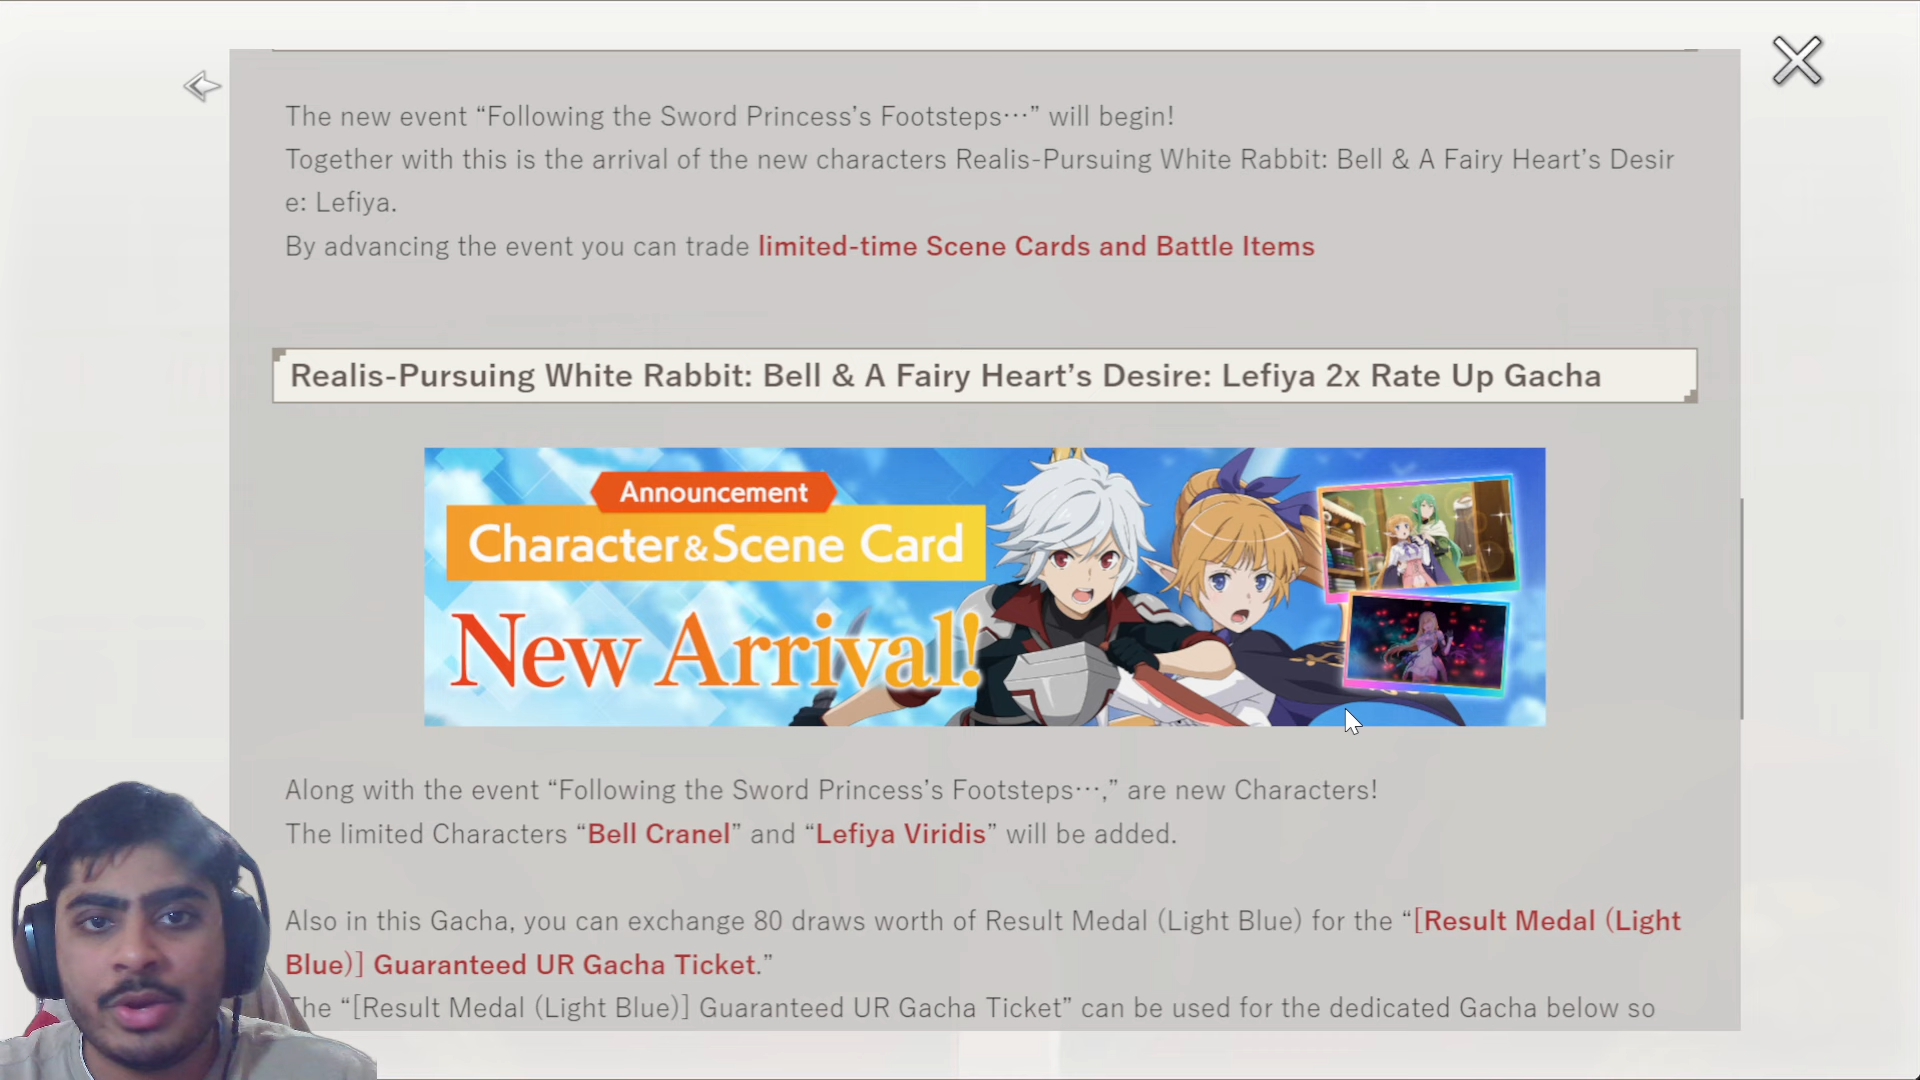 The new event “Following the Sword Princess’s Footsteps⋯” will begin!
Together with this is the arrival of the new characters Realis-Pursuing White Rabbit: Bell & A Fairy Heart’s Desir
e: Lefiya.
By advancing the event you can trade limited-time Scene Cards and Battle Items
Realis-Pursuing White Rabbit: Bell & A Fairy Heart’s Desire: Lefiya 2x Rate Up Gacha
Announcement
Character & Scene Card
New Arrival!
Along with the event “Following the Sword Princess’s Footsteps⋯,” are new Characters!
The limited Characters “Bell Cranel” and “Lefiya Viridis” will be added.
Also in this Gacha, you can exchange 80 draws worth of Result Medal (Light Blue) for the “[Result Medal (Light
Blue)] Guaranteed UR Gacha Ticket.”
The “[Result Medal (Light Blue)] Guaranteed UR Gacha Ticket” can be used for the dedicated Gacha below so